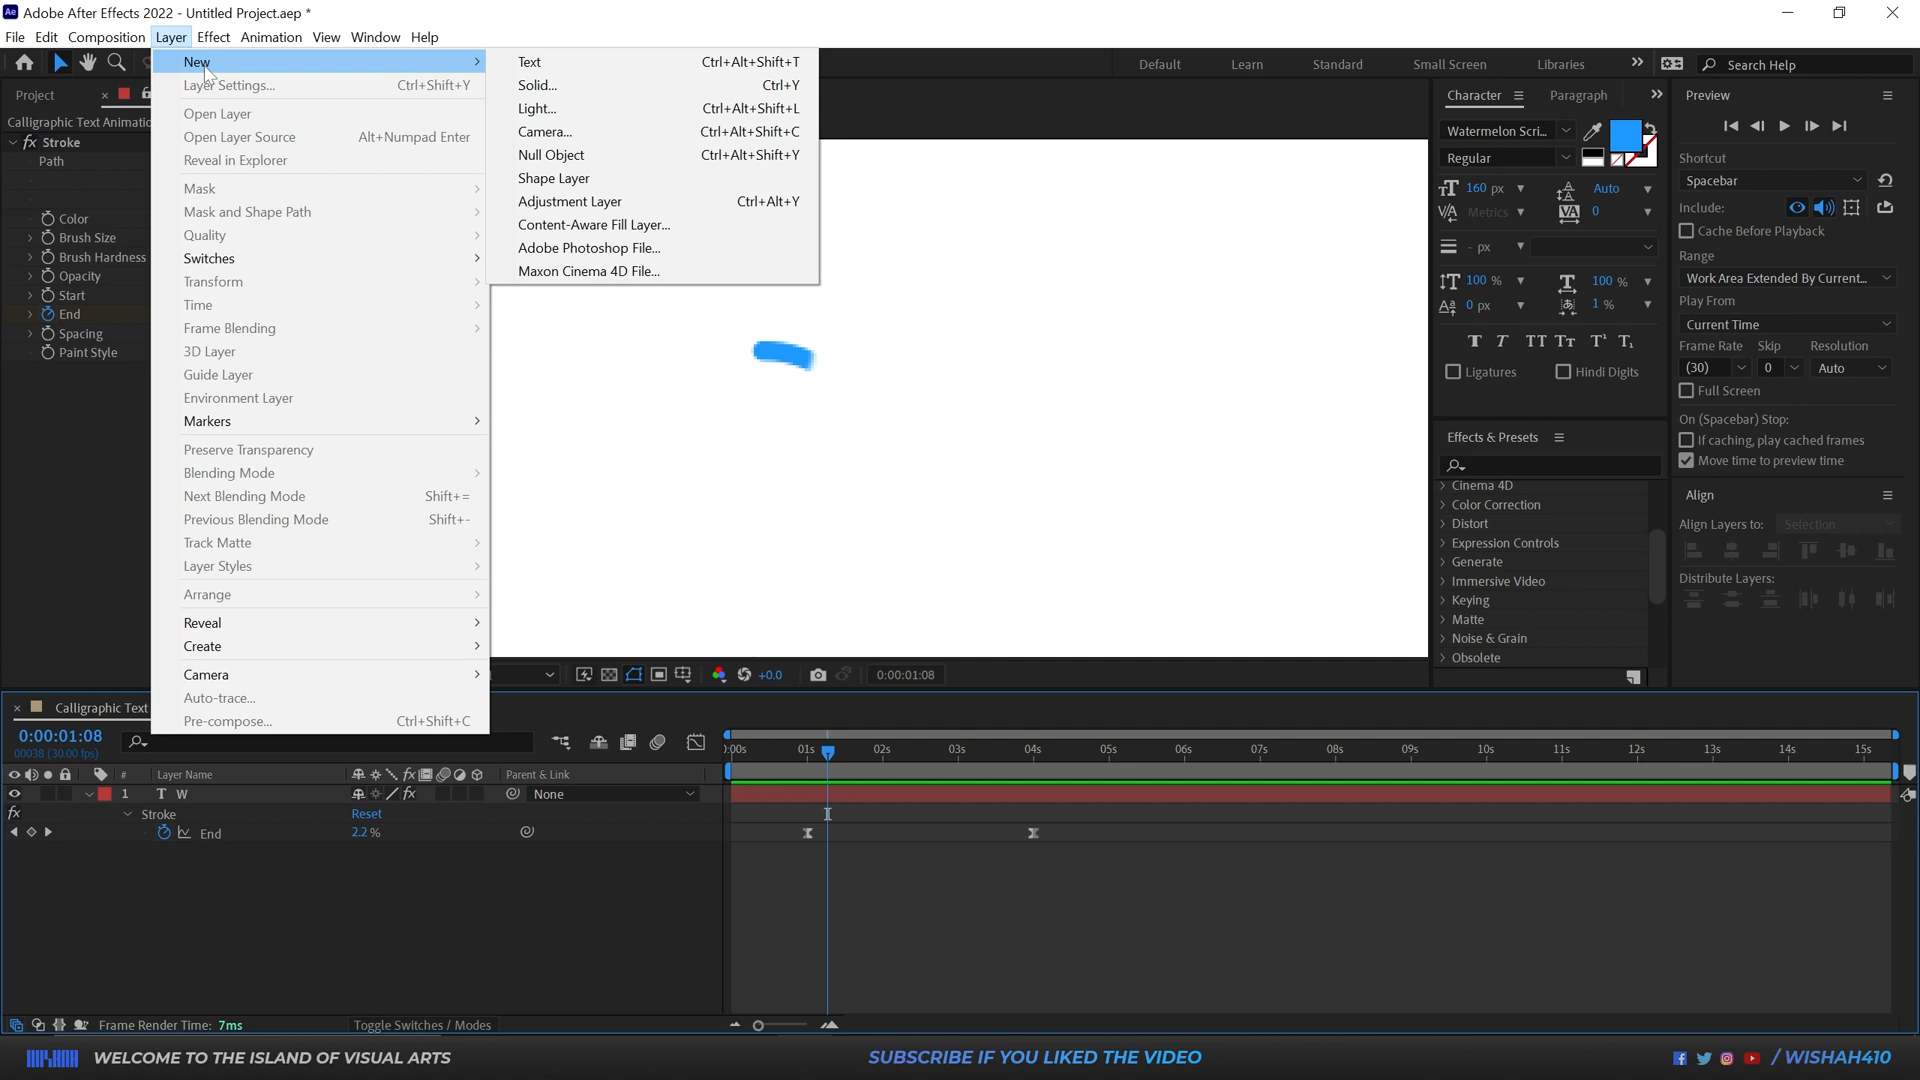 Adobe After Effects 2022 - Untitled Project.aep *
File Edit Composition Layer Effect Animation View Window Help
Default Learn Standard Small Screen Libraries Search Help
New
Layer Settings... Ctrl+Shift+Y
Open Layer
Open Layer Source Alt+Numpad Enter
Reveal in Explorer
Mask
Mask and Shape Path
Quality
Switches
Transform
Time
Frame Blending
3D Layer
Guide Layer
Environment Layer
Markers
Preserve Transparency
Blending Mode
Next Blending Mode Shift+=
Previous Blending Mode Shift+-
Track Matte
Layer Styles
Arrange
Reveal
Create
Camera
Auto-trace...
Pre-compose... Ctrl+Shift+C
Text Ctrl+Alt+Shift+T
Solid... Ctrl+Y
Light... Ctrl+Alt+Shift+L
Camera... Ctrl+Alt+Shift+C
Null Object Ctrl+Alt+Shift+Y
Shape Layer
Adjustment Layer Ctrl+Alt+Y
Content-Aware Fill Layer...
Adobe Photoshop File...
Maxon Cinema 4D File...
Project
Calligraphic Text Animatio
fx Stroke
Path
Color
Brush Size
Brush Hardness
Opacity
Start
End
Spacing
Paint Style
Character Paragraph
Watermelon Scri...
Regular
160 px Auto
Metrics 0
- px
100 % 100 %
0 px 1 %
T T TT Tt T¹ T₁
Ligatures Hindi Digits
Effects & Presets
Cinema 4D
Color Correction
Distort
Expression Controls
Generate
Immersive Video
Keying
Matte
Noise & Grain
Obsolete
Preview
Shortcut
Spacebar
Include:
Cache Before Playback
Range
Work Area Extended By Current...
Play From
Current Time
Frame Rate Skip Resolution
(30) 0 Auto
Full Screen
On (Spacebar) Stop:
If caching, play cached frames
Move time to preview time
Align
Align Layers to: Selection
Distribute Layers:
+0.0 0:00:01:08
Calligraphic Text
0:00:01:08
00038 (30.00 fps)
# Layer Name Parent & Link
1 T W None
fx Stroke Reset
End 2.2 %
):00s 01s 02s 03s 04s 05s 06s 07s 08s 09s 10s 11s 12s 13s 14s 15s
Frame Render Time: 7ms Toggle Switches / Modes
WELCOME TO THE ISLAND OF VISUAL ARTS SUBSCRIBE IF YOU LIKED THE VIDEO / WISHAH410